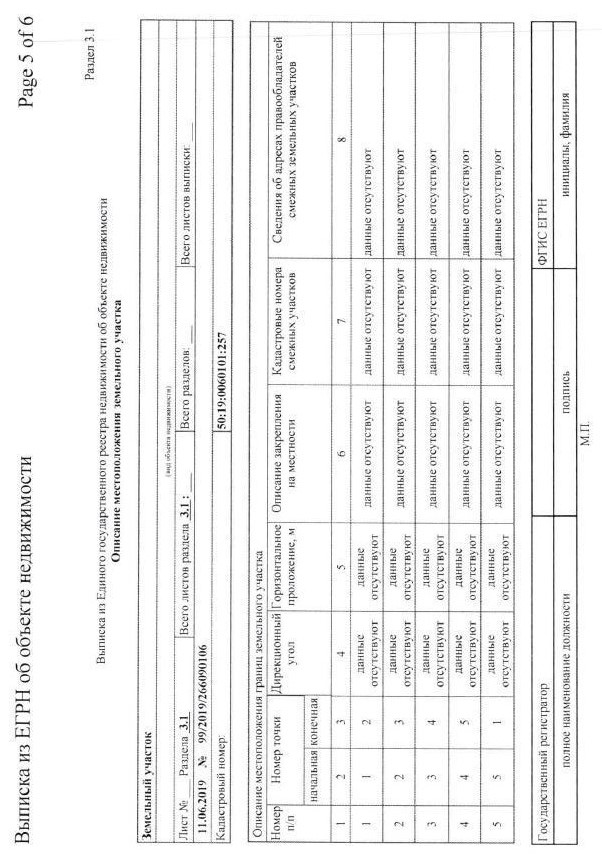 Выписка из ЕГРН об объекте недвижимости Page 5 of 6
Раздел 3.1
Выписка из Единого государственного реестра недвижимости об объекте недвижимости
Описание местоположения земельного участка
Земельный участок
(вид объекта недвижимости)
Лист № ___ Раздела 3.1 Всего листов раздела 3.1 : ___ Всего разделов: ___ Всего листов выписки: ___
11.06.2019 № 99/2019/266090106
Кадастровый номер: 50:19:0060101:257
Описание местоположения границ земельного участка
Номер п/п Номер точки Дирекционный угол Горизонтальное проложение, м Описание закрепления на местности Кадастровые номера смежных участков Сведения об адресах правообладателей смежных земельных участков
начальная конечная
1 2 3 4 5 6 7 8
1 1 2 данные отсутствуют данные отсутствуют данные отсутствуют данные отсутствуют данные отсутствуют
2 2 3 данные отсутствуют данные отсутствуют данные отсутствуют данные отсутствуют данные отсутствуют
3 3 4 данные отсутствуют данные отсутствуют данные отсутствуют данные отсутствуют данные отсутствуют
4 4 5 данные отсутствуют данные отсутствуют данные отсутствуют данные отсутствуют данные отсутствуют
5 5 1 данные отсутствуют данные отсутствуют данные отсутствуют данные отсутствуют данные отсутствуют
Государственный регистратор ФГИС ЕГРН
полное наименование должности подпись инициалы, фамилия
М.П.